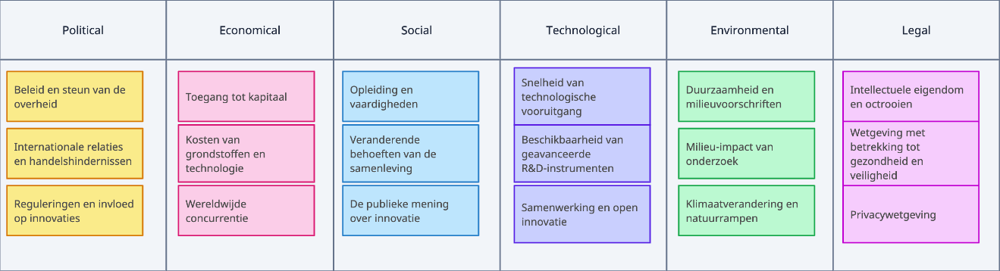 Political
Economical
Social
Technological
Environmental
Legal
Beleid en steun van de
overheid
Internationale relaties
en handelshindernissen
Reguleringen en invloed
op innovaties
Toegang tot kapitaal
Kosten van
grondstoffen en
technologie
Wereldwijde
concurrentie
Opleiding en
vaardigheden
Veranderende
behoeften van de
samenleving
De publieke mening
over innovatie
Snelheid van
technologische
vooruitgang
Beschikbaarheid van
geavanceerde
R&D-instrumenten
Samenwerking en open
innovatie
Duurzaamheid en
milieuvoorschriften
Milieu-impact van
onderzoek
Klimaatverandering en
natuurrampen
Intellectuele eigendom
en octrooien
Wetgeving met
betrekking tot
gezondheid en
veiligheid
Privacywetgeving